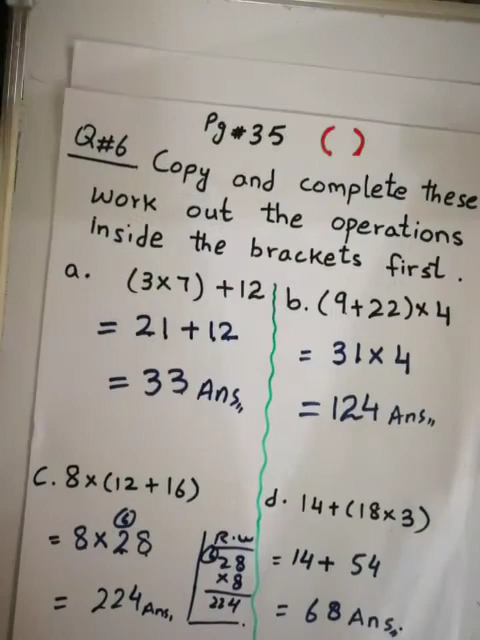 Pg#35 ( )
Q#6 Copy and complete these
work out the operations
inside the brackets first.
a. (3×7)+12
= 21+12
= 33 Ans,,
b. (9+22)×4
= 31×4
= 124 Ans,,
C. 8×(12+16)
6
= 8×28
= 224 Ans,
R.W
28
×8
224
d. 14+(18×3)
= 14+ 54
= 68 Ans,.